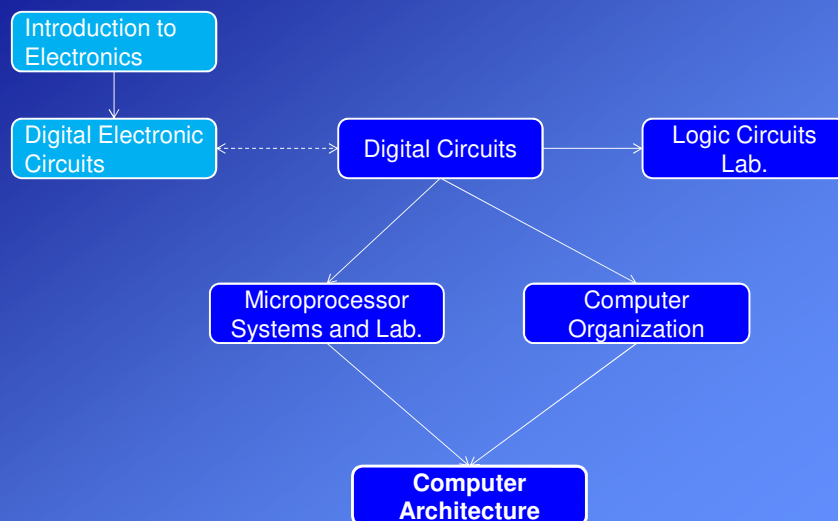 Introduction to
Electronics
Digital Electronic
Circuits
Digital Circuits
Logic Circuits
Lab.
Microprocessor
Systems and Lab.
Computer
Organization
Computer
Architecture